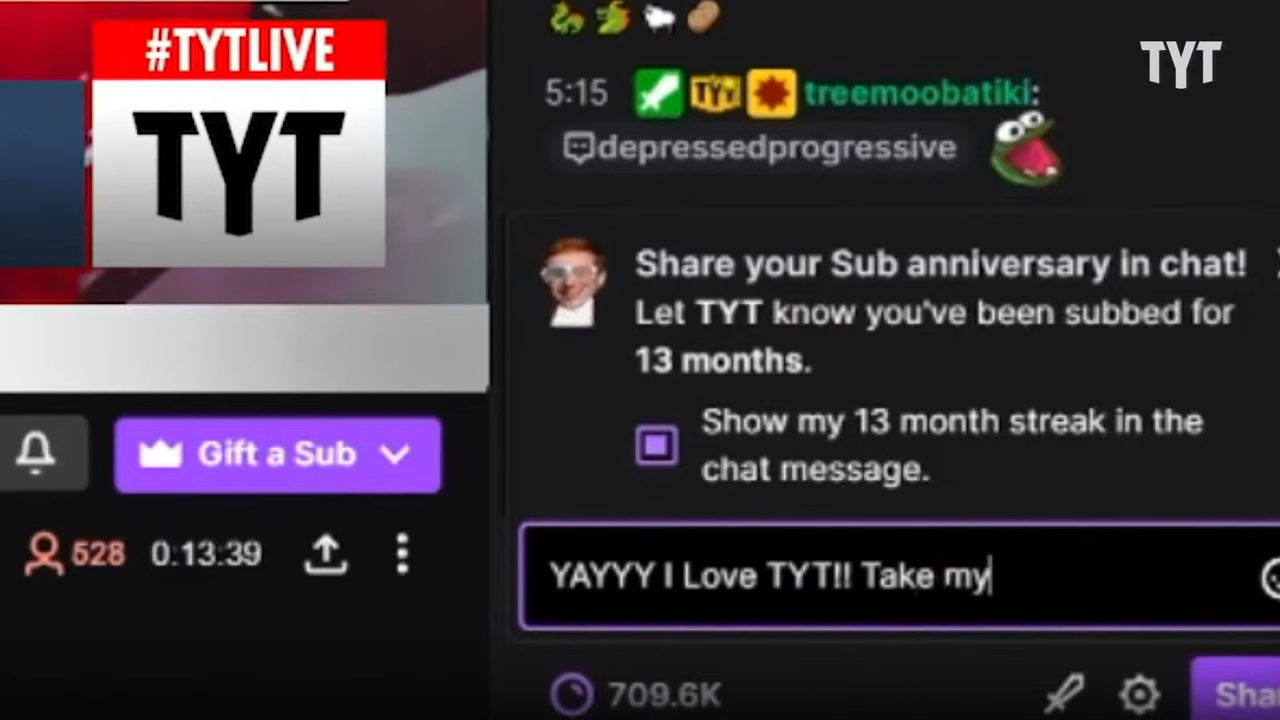 #TYTLIVE
TYT
TYT
5:15 TYT treemoobatiki:
depressedprogressive
Share your Sub anniversary in chat!
Let TYT know you've been subbed for
13 months.
Show my 13 month streak in the
chat message.
Gift a Sub
528 0:13:39
YAYYY I Love TYT!! Take my
709.6K
Sha